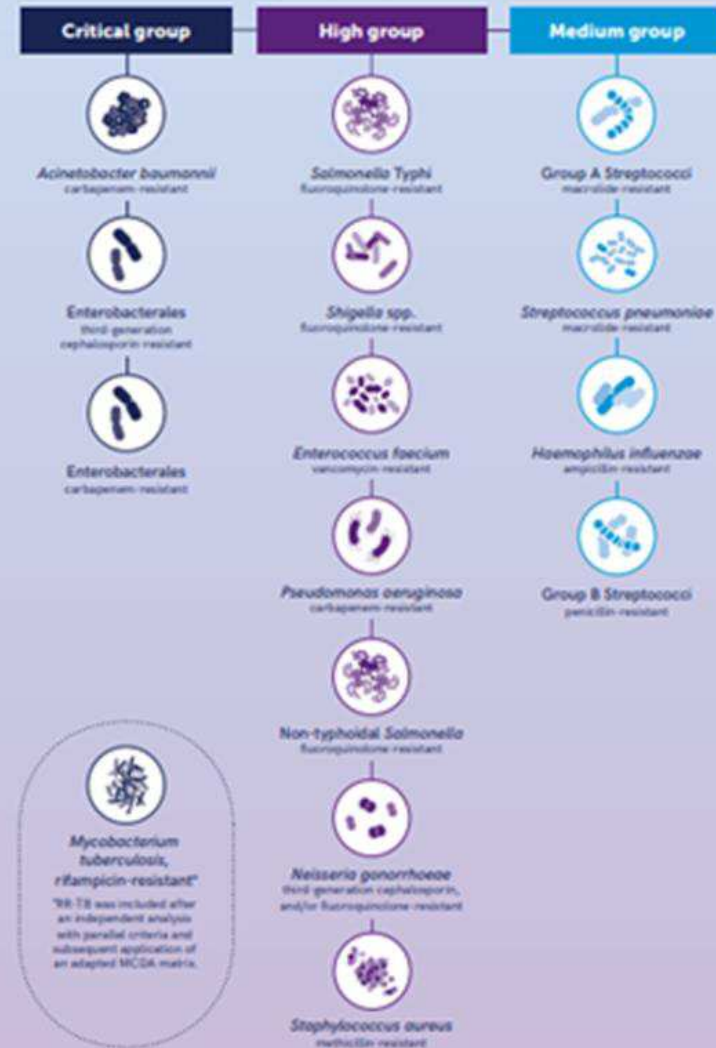 Critical group
High group
Medium group
Acinetobacter baumannii
carbapenem-resistant
Enterobacterales
third-generation
cephalosporin-resistant
Enterobacterales
carbapenem-resistant
Mycobacterium
tuberculosis,
rifampicin-resistant*
*RR-TB was included after
an independent analysis
with parallel criteria and
subsequent application of
an adapted MCDA matrix.
Salmonella Typhi
fluoroquinolone-resistant
Shigella spp.
fluoroquinolone-resistant
Enterococcus faecium
vancomycin-resistant
Pseudomonas aeruginosa
carbapenem-resistant
Non-typhoidal Salmonella
fluoroquinolone-resistant
Neisseria gonorrhoeae
third-generation cephalosporin,
and/or fluoroquinolone-resistant
Staphylococcus aureus
methicillin-resistant
Group A Streptococci
macrolide-resistant
Streptococcus pneumoniae
macrolide-resistant
Haemophilus influenzae
ampicillin-resistant
Group B Streptococci
penicillin-resistant